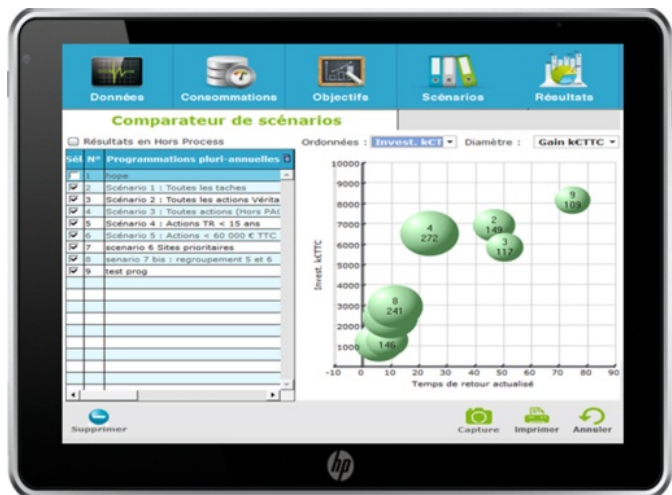 Données Consommations Objectifs Scénarios Résultats
Comparateur de scénarios
Résultats en Hors Process
Ordonnées : Invest. kCT Diamètre : Gain kCTTC
Sél N° Programmations pluri-annuelles
1 hope
2 Scénario 1 : Toutes les taches
3 Scénario 2 : Toutes les actions Vérita
4 Scénario 3 : Toutes actions (Hors PAC
5 Scénario 4 : Actions TR < 15 ans
6 Scénario 5 : Actions < 60 000 € TTC
7 scenario 6 Sites prioritaires
8 senario 7 bis : regroupement 5 et 6
9 test prog
Invest. k€TTC
10000
9000
8000
7000
6000
5000
4000
3000
2000
1000
9
109
2
149
4
272
3
117
8
241
146
-10 0 10 20 30 40 50 60 70 80 90
Temps de retour actualisé
Supprimer Capture Imprimer Annuler
hp